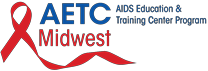 AETC AIDS Education &
Training Center Program
Midwest